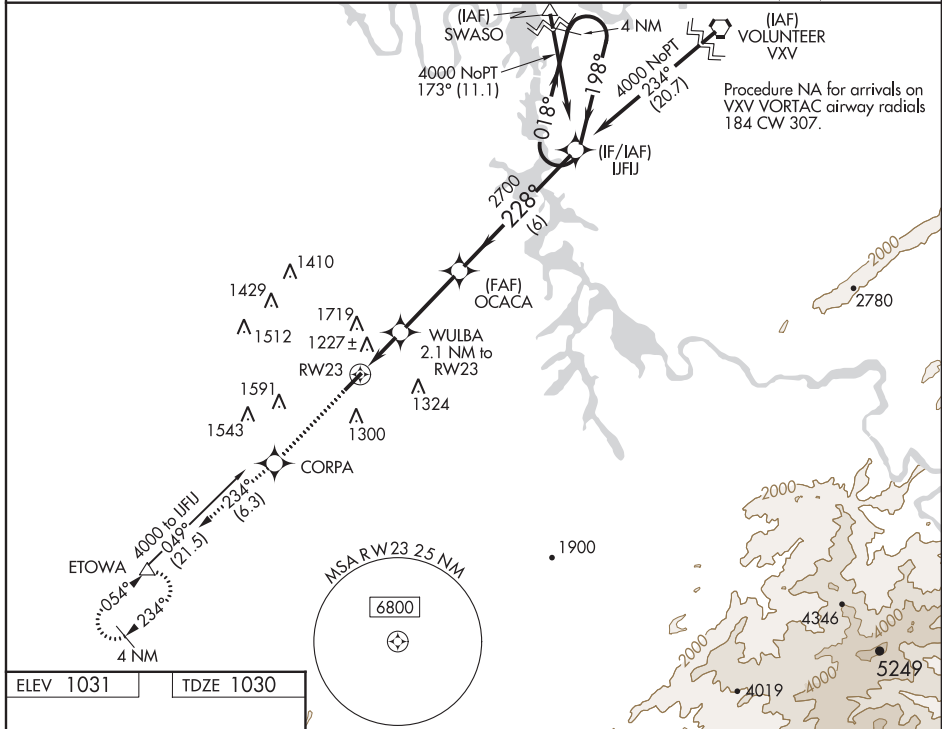 (IAF)
SWASO
4 NM
(IAF)
VOLUNTEER
VXV
4000 NoPT
173° (11.1)
018°
198°
4000 NoPT
234°
(20.7)
Procedure NA for arrivals on
VXV VORTAC airway radials
184 CW 307.
(IF/IAF)
IJFIJ
2700
228°
(6)
2000
2780
1410
1429
1512
(FAF)
OCACA
1719
1227 ±
WULBA
2.1 NM to
RW23
RW23
1324
1591
1543
1300
CORPA
234°
(6.3)
4000 to IJFIJ
049°
(21.5)
ETOWA
054°
234°
4 NM
MSA RW23 25 NM
6800
1900
2000
4346
4000
5249
2000
4000
4019
ELEV 1031
TDZE 1030